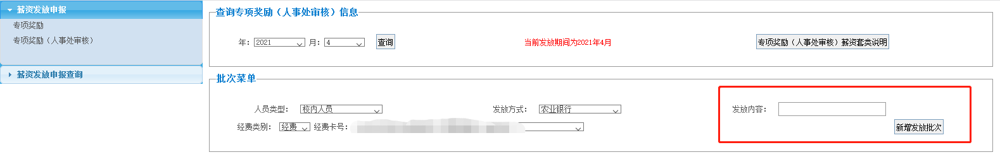 薪资发放申报
专项奖励
专项奖励（人事处审核）
薪资发放申报查询
查询专项奖励（人事处审核）信息
年： 2021 月： 4 查询 当前发放期间为2021年4月 专项奖励（人事处审核）薪资套类说明
批次菜单
人员类型： 校内人员 发放方式： 农业银行 发放内容：
经费类别： 经费 经费卡号： 新增发放批次